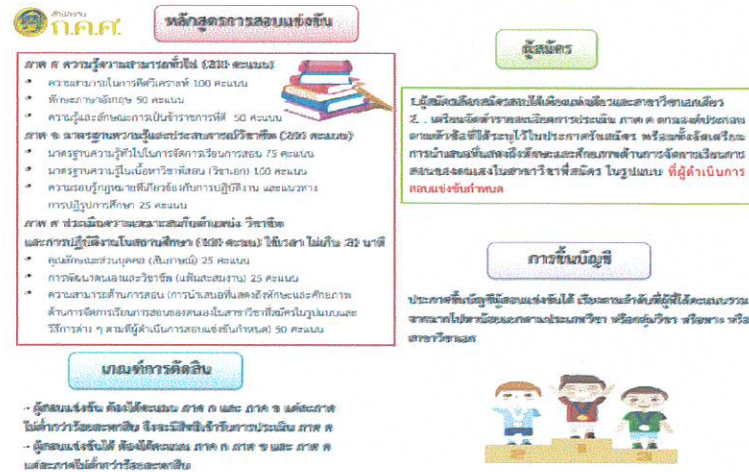 สำนักงาน
ก.ค.ศ.
หลักสูตรการสอบแข่งขัน
ภาค ก ความรู้ความสามารถทั่วไป (200 คะแนน)
• ความสามารถในการคิดวิเคราะห์ 100 คะแนน
• ทักษะภาษาอังกฤษ 50 คะแนน
• ความรู้และลักษณะการเป็นข้าราชการที่ดี 50 คะแนน
ภาค ข มาตรฐานความรู้และประสบการณ์วิชาชีพ (200 คะแนน)
• มาตรฐานความรู้ทั่วไปในการจัดการเรียนการสอน 75 คะแนน
• มาตรฐานความรู้ในเนื้อหาวิชาที่สอน (วิชาเอก) 100 คะแนน
• ความรอบรู้กฎหมายที่เกี่ยวข้องกับการปฏิบัติงาน และแนวทาง
การปฏิรูปการศึกษา 25 คะแนน
ภาค ค ประเมินความเหมาะสมกับตำแหน่ง วิชาชีพ
และการปฏิบัติงานในสถานศึกษา (100 คะแนน) ใช้เวลา ไม่เกิน นาที
• คุณลักษณะส่วนบุคคล (สัมภาษณ์) 25 คะแนน
• การพัฒนาตนเองและวิชาชีพ (แฟ้มสะสมงาน) 25 คะแนน
• ความสามารถด้านการสอน (การนำเสนอที่แสดงถึงทักษะและศักยภาพ
ด้านการจัดการเรียนการสอนของตนเองในสาขาวิชาที่สมัครในรูปแบบและ
วิธีการต่าง ๆ ตามที่ผู้ดำเนินการสอบแข่งขันกำหนด) 50 คะแนน
เกณฑ์การตัดสิน
- ผู้สอบแข่งขัน ต้องได้คะแนน ภาค ก และ ภาค ข แต่ละภาค
ไม่ต่ำกว่าร้อยละหกสิบ จึงจะมีสิทธิเข้ารับการประเมิน ภาค ค
- ผู้สอบแข่งขันได้ ต้องได้คะแนน ภาค ก ภาค ข และ ภาค ค
แต่ละภาคไม่ต่ำกว่าร้อยละหกสิบ
ผู้สมัคร
1.ผู้สมัครเลือกสมัครสอบได้เพียงแห่งเดียวและสาขาวิชาเอกเดียว
2. . เตรียมจัดทำรายละเอียดการประเมิน ภาค ค ตามองค์ประกอบ
ตามหัวข้อที่ได้ระบุไว้ในประกาศรับสมัคร พร้อมทั้งจัดเตรียม
การนำเสนอที่แสดงถึงทักษะและศักยภาพด้านการจัดการเรียนการ
สอนของตนเองในสาขาวิชาที่สมัคร ในรูปแบบ ที่ผู้ดำเนินการ
สอบแข่งขันกำหนด
การขึ้นบัญชี
ประกาศขึ้นบัญชีผู้สอบแข่งขันได้ เรียงตามลำดับที่ผู้ที่ได้คะแนนรวม
จากมากไปหาน้อยแยกตามประเภทวิชา หรือกลุ่มวิชา หรือทาง หรือ
สาขาวิชาเอก
2 1 3